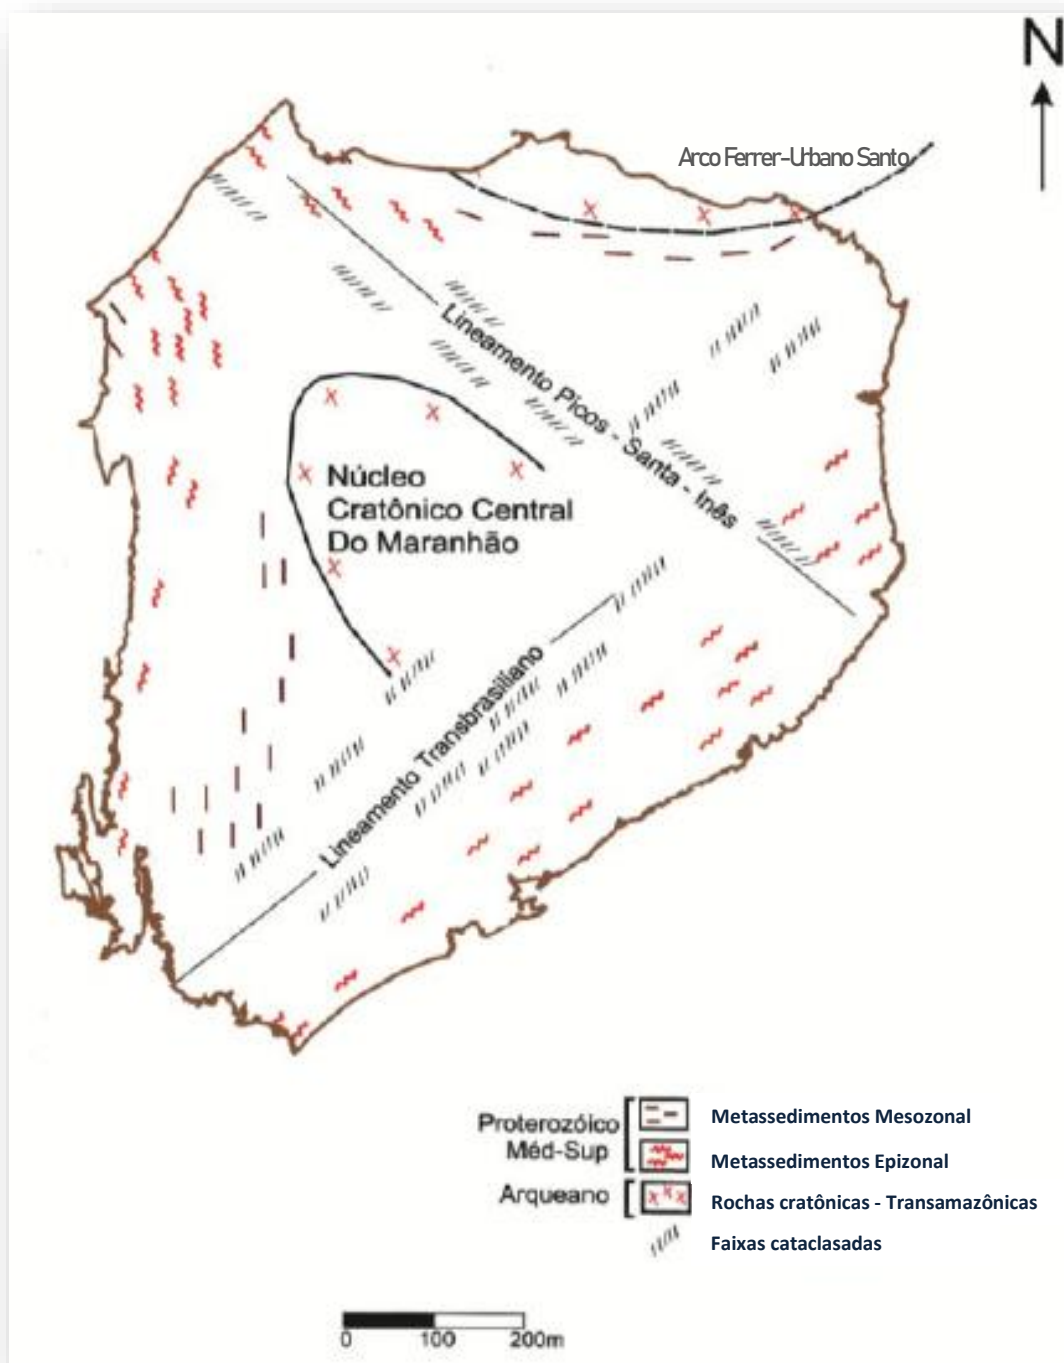 N
Arco Ferrer-Urbano Santo
Lineamento Picos - Santa - Inês
Núcleo
Cratônico Central
Do Maranhão
Lineamento Transbrasiliano
Proterozóico
Méd-Sup
Metassedimentos Mesozonal
Metassedimentos Epizonal
Arqueano
Rochas cratônicas - Transamazônicas
Faixas cataclasadas
0 100 200m